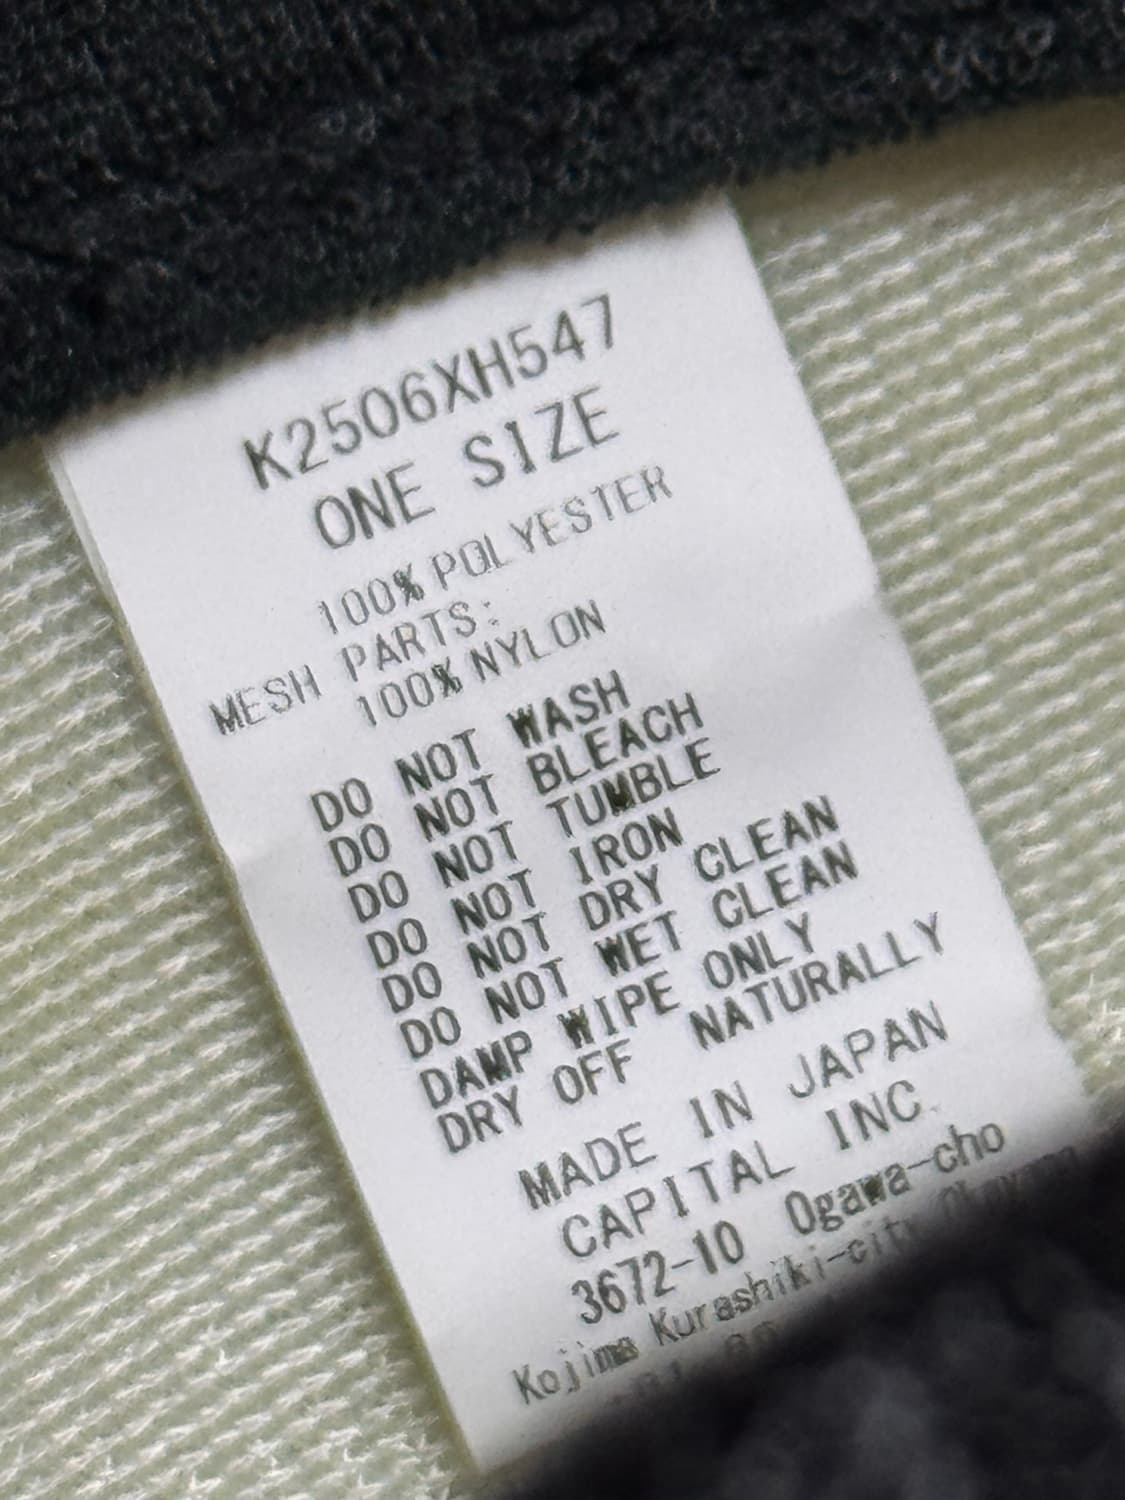 K2506XH547
ONE SIZE
100% POLYESTER
MESH PARTS:
100% NYLON
DO NOT WASH
DO NOT BLEACH
DO NOT TUMBLE
DO NOT IRON
DO NOT DRY CLEAN
DO NOT WET CLEAN
DAMP WIPE ONLY
DRY OFF NATURALLY
MADE IN JAPAN
CAPITAL INC.
3672-10 Ogawa-cho
Kojima Kurashiki-city